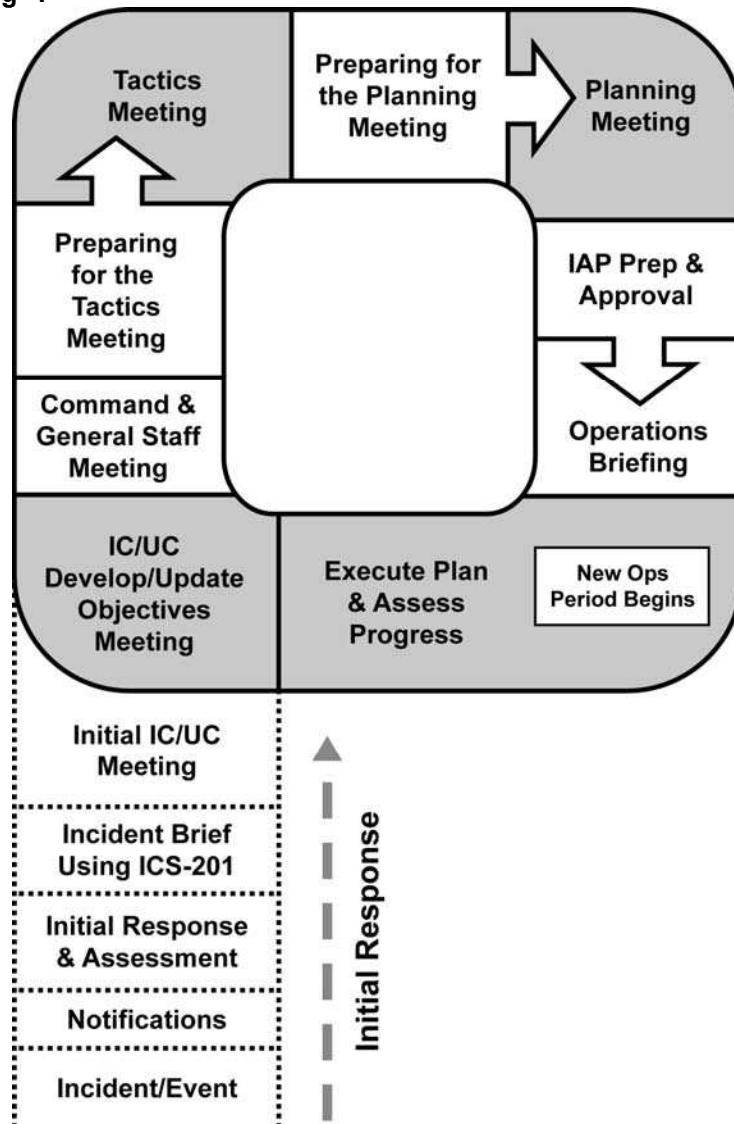 Tactics
Meeting
Preparing for
the Planning
Meeting
Planning
Meeting
Preparing
for the
Tactics
Meeting
IAP Prep &
Approval
Command &
General Staff
Meeting
Operations
Briefing
IC/UC
Develop/Update
Objectives
Meeting
Execute Plan
& Assess
Progress
New Ops
Period Begins
Initial IC/UC
Meeting
Incident Brief
Using ICS-201
Initial Response
& Assessment
Notifications
Incident/Event
Initial Response